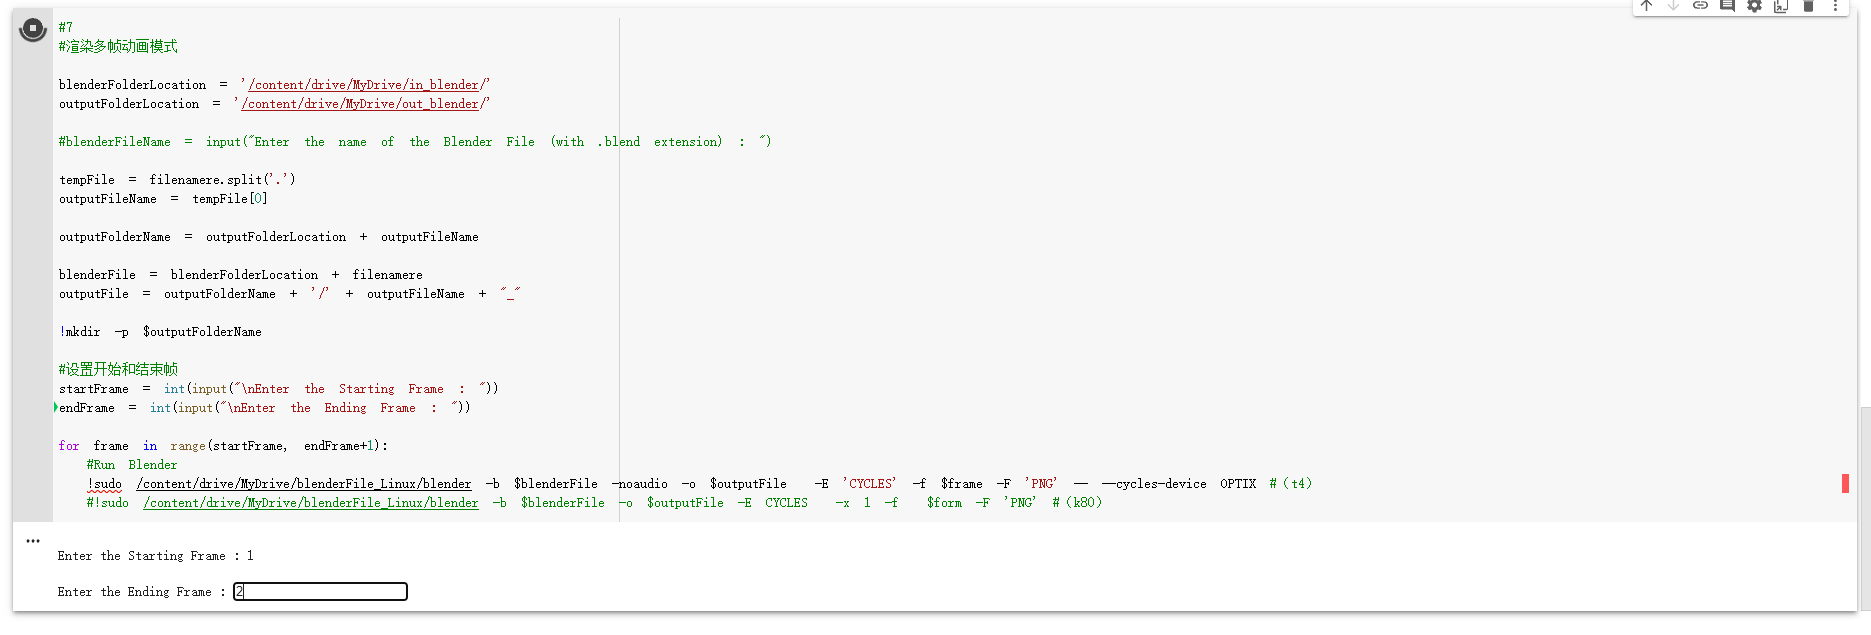 #7
#渲染多帧动画模式
blenderFolderLocation = '/content/drive/MyDrive/in_blender/'
outputFolderLocation = '/content/drive/MyDrive/out_blender/'
#blenderFileName = input("Enter the name of the Blender File (with .blend extension) : ")
tempFile = filenamere.split('.')
outputFileName = tempFile[0]
outputFolderName = outputFolderLocation + outputFileName
blenderFile = blenderFolderLocation + filenamere
outputFile = outputFolderName + '/' + outputFileName + "_"
!mkdir -p $outputFolderName
#设置开始和结束帧
startFrame = int(input("\nEnter the Starting Frame : "))
endFrame = int(input("\nEnter the Ending Frame : "))
for frame in range(startFrame, endFrame+1):
#Run Blender
!sudo /content/drive/MyDrive/blenderFile_Linux/blender -b $blenderFile -noaudio -o $outputFile -E 'CYCLES' -f $frame -F 'PNG' -- --cycles-device OPTIX #（t4）
#!sudo /content/drive/MyDrive/blenderFile_Linux/blender -b $blenderFile -o $outputFile -E CYCLES -x 1 -f $form -F 'PNG' #（k80）
Enter the Starting Frame : 1
Enter the Ending Frame : 2